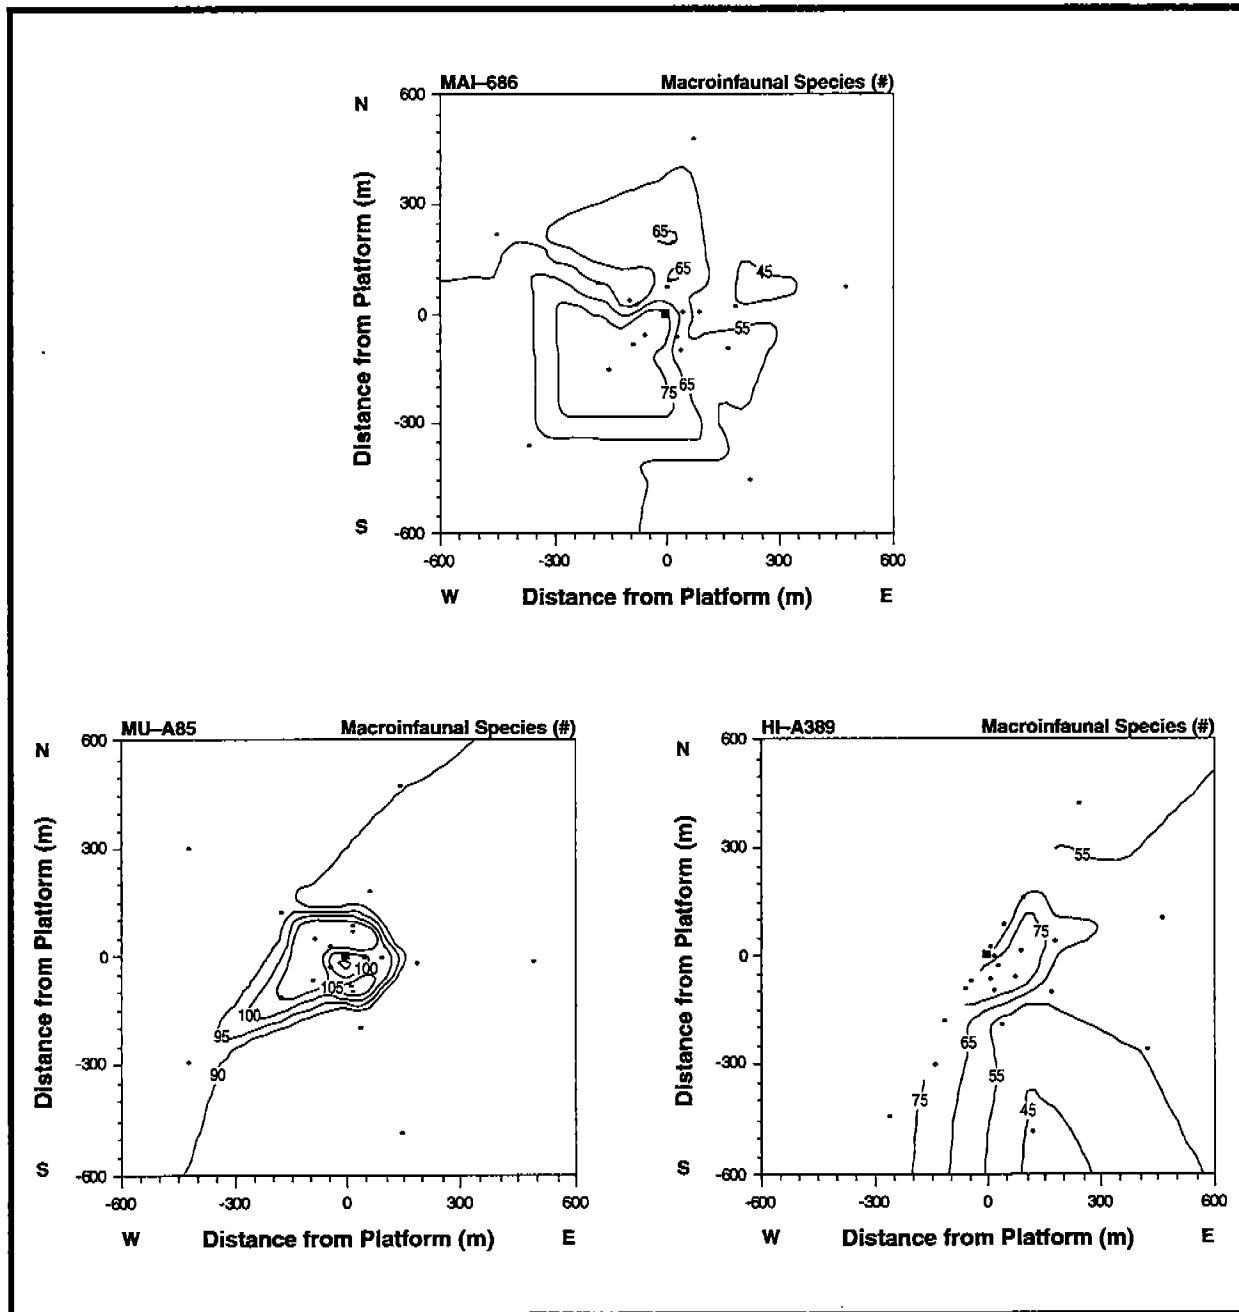 MAI–686 Macroinfaunal Species (#)
N
600
300
0
-300
-600
S
Distance from Platform (m)
65
65
45
55
65
75
-600 -300 0 300 600
W Distance from Platform (m) E
MU–A85 Macroinfaunal Species (#)
N
600
300
0
-300
-600
S
Distance from Platform (m)
100
105
100
95
90
-600 -300 0 300 600
W Distance from Platform (m) E
HI–A389 Macroinfaunal Species (#)
N
600
300
0
-300
-600
S
Distance from Platform (m)
55
75
65
55
75
45
-600 -300 0 300 600
W Distance from Platform (m) E